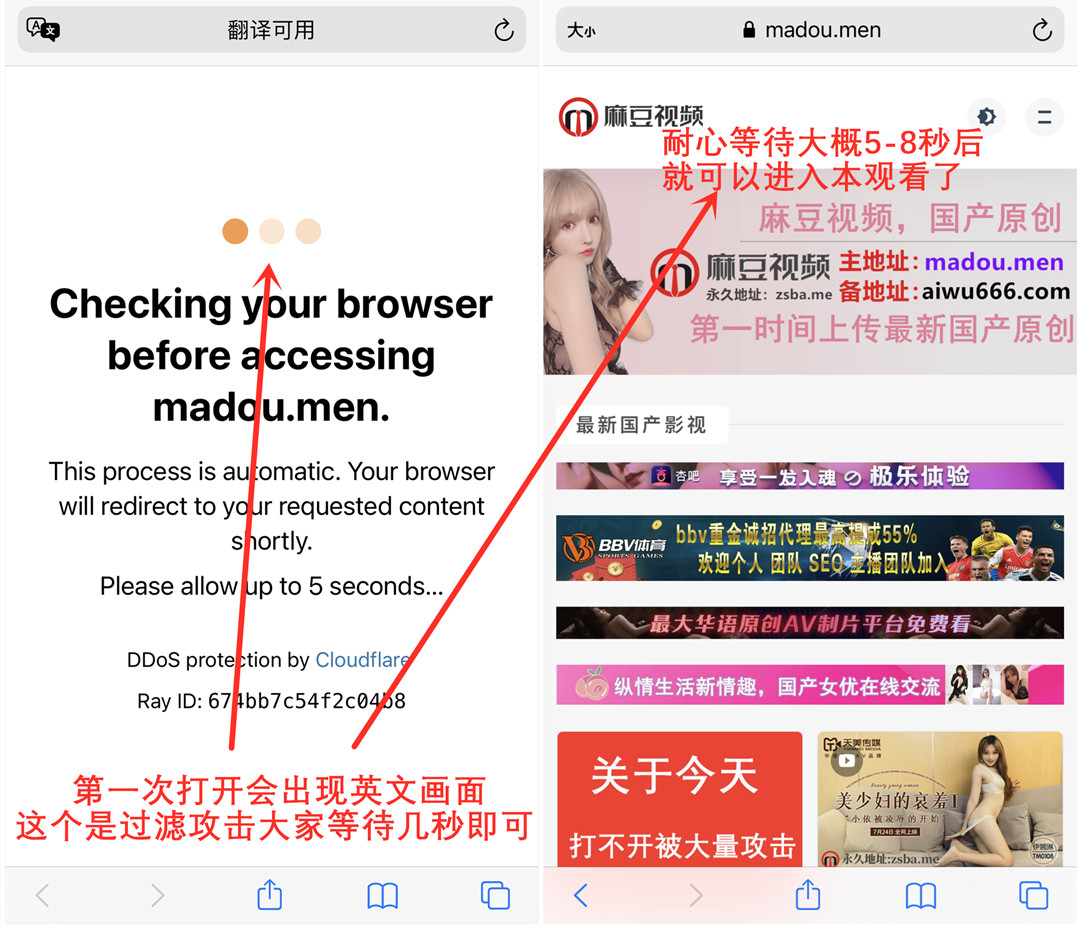 翻译可用
Checking your browser
before accessing
madou.men.
This process is automatic. Your browser
will redirect to your requested content
shortly.
Please allow up to 5 seconds...
DDoS protection by Cloudflare
Ray ID: 674bb7c54f2c04b8
第一次打开会出现英文画面
这个是过滤攻击大家等待几秒即可
大小
madou.men
麻豆视频
耐心等待大概5-8秒后
就可以进入本观看了
麻豆视频，国产原创
麻豆视频
主地址：madou.men
永久地址：zsba.me
备地址：aiwu666.com
第一时间上传最新国产原创
最新国产影视
杏吧
享受一发入魂の极乐体验
BBV体育
SPORTS GAMES
bbv重金诚招代理最高提成55%
欢迎个人 团队 SEO 主播团队加入
最大华语原创AV制片平台免费看
纵情生活新情趣，国产女优在线交流
关于今天
打不开被大量攻击
天美传媒
美少妇的哀羞1
“小依被凌辱的开始”
7月24日 全网上映
永久地址:zsba.me
TM0108